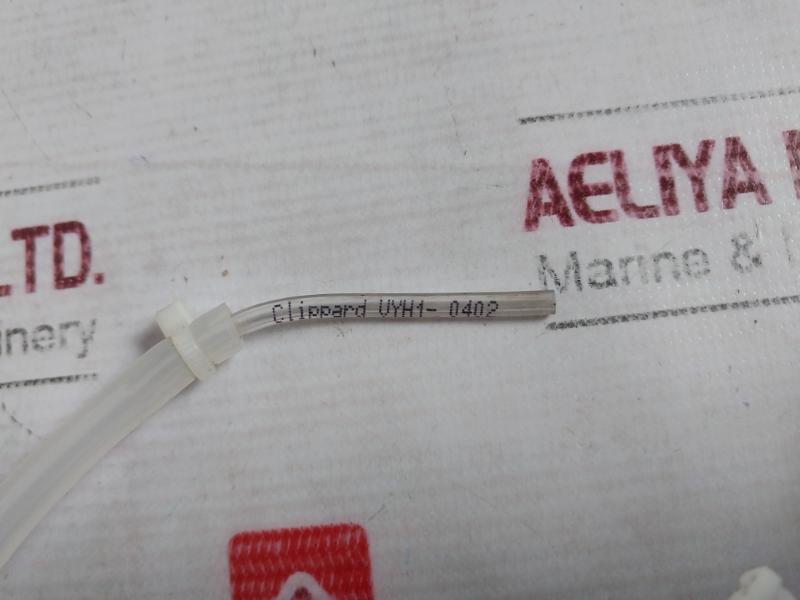 AELIYA
LTD.
Marine &
inery
Clippard UYH1- 0402